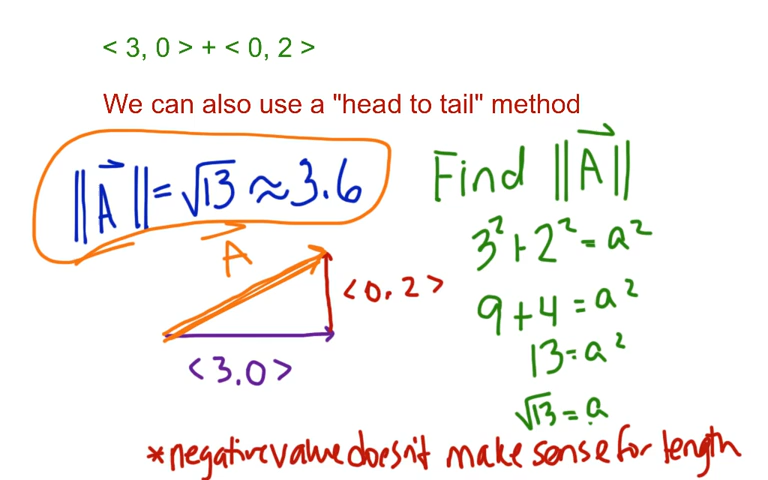 < 3, 0 > + < 0, 2 >
We can also use a "head to tail" method
||A⃗|| = √13 ≈ 3.6
Find ||A⃗||
3² + 2² = a²
A⃗
<0, 2>
9 + 4 = a²
13 = a²
<3.0>
√13 = a
*negative value doesn't make sense for length